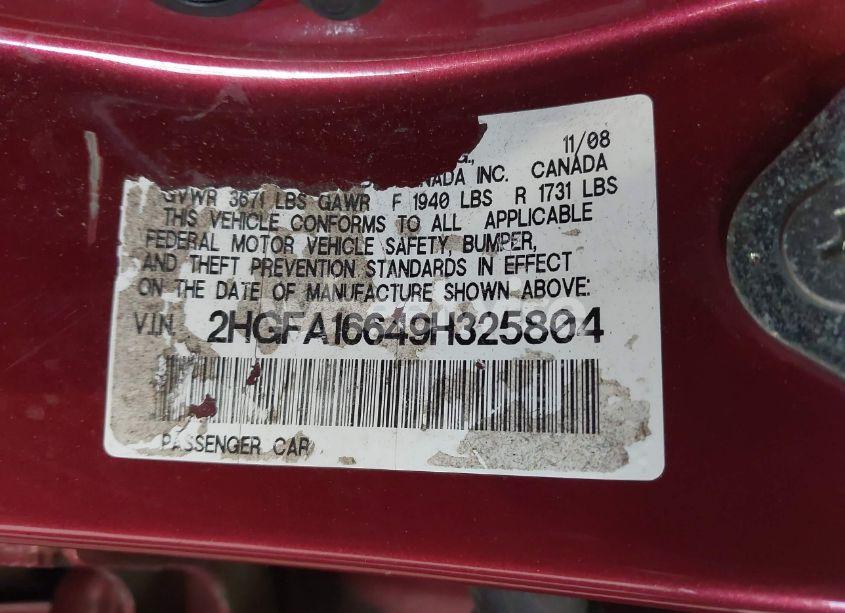 11/08
CANADA INC. CANADA
GVWR 3671 LBS GAWR F 1940 LBS R 1731 LBS
THIS VEHICLE CONFORMS TO ALL APPLICABLE
FEDERAL MOTOR VEHICLE SAFETY, BUMPER,
AND THEFT PREVENTION STANDARDS IN EFFECT
ON THE DATE OF MANUFACTURE SHOWN ABOVE:
V.I.N. 2HGFA16649H325804
PASSENGER CAR